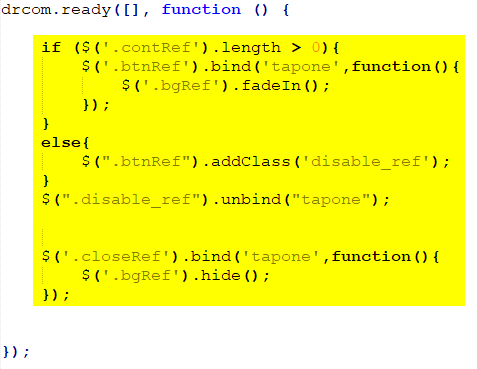 drcom.ready([], function () {
if ($('.contRef').length > 0){
$('.btnRef').bind('tapone',function(){
$('.bgRef').fadeIn();
});
}
else{
$(".btnRef").addClass('disable_ref');
}
$(".disable_ref").unbind("tapone");
$('.closeRef').bind('tapone',function(){
$('.bgRef').hide();
});
});